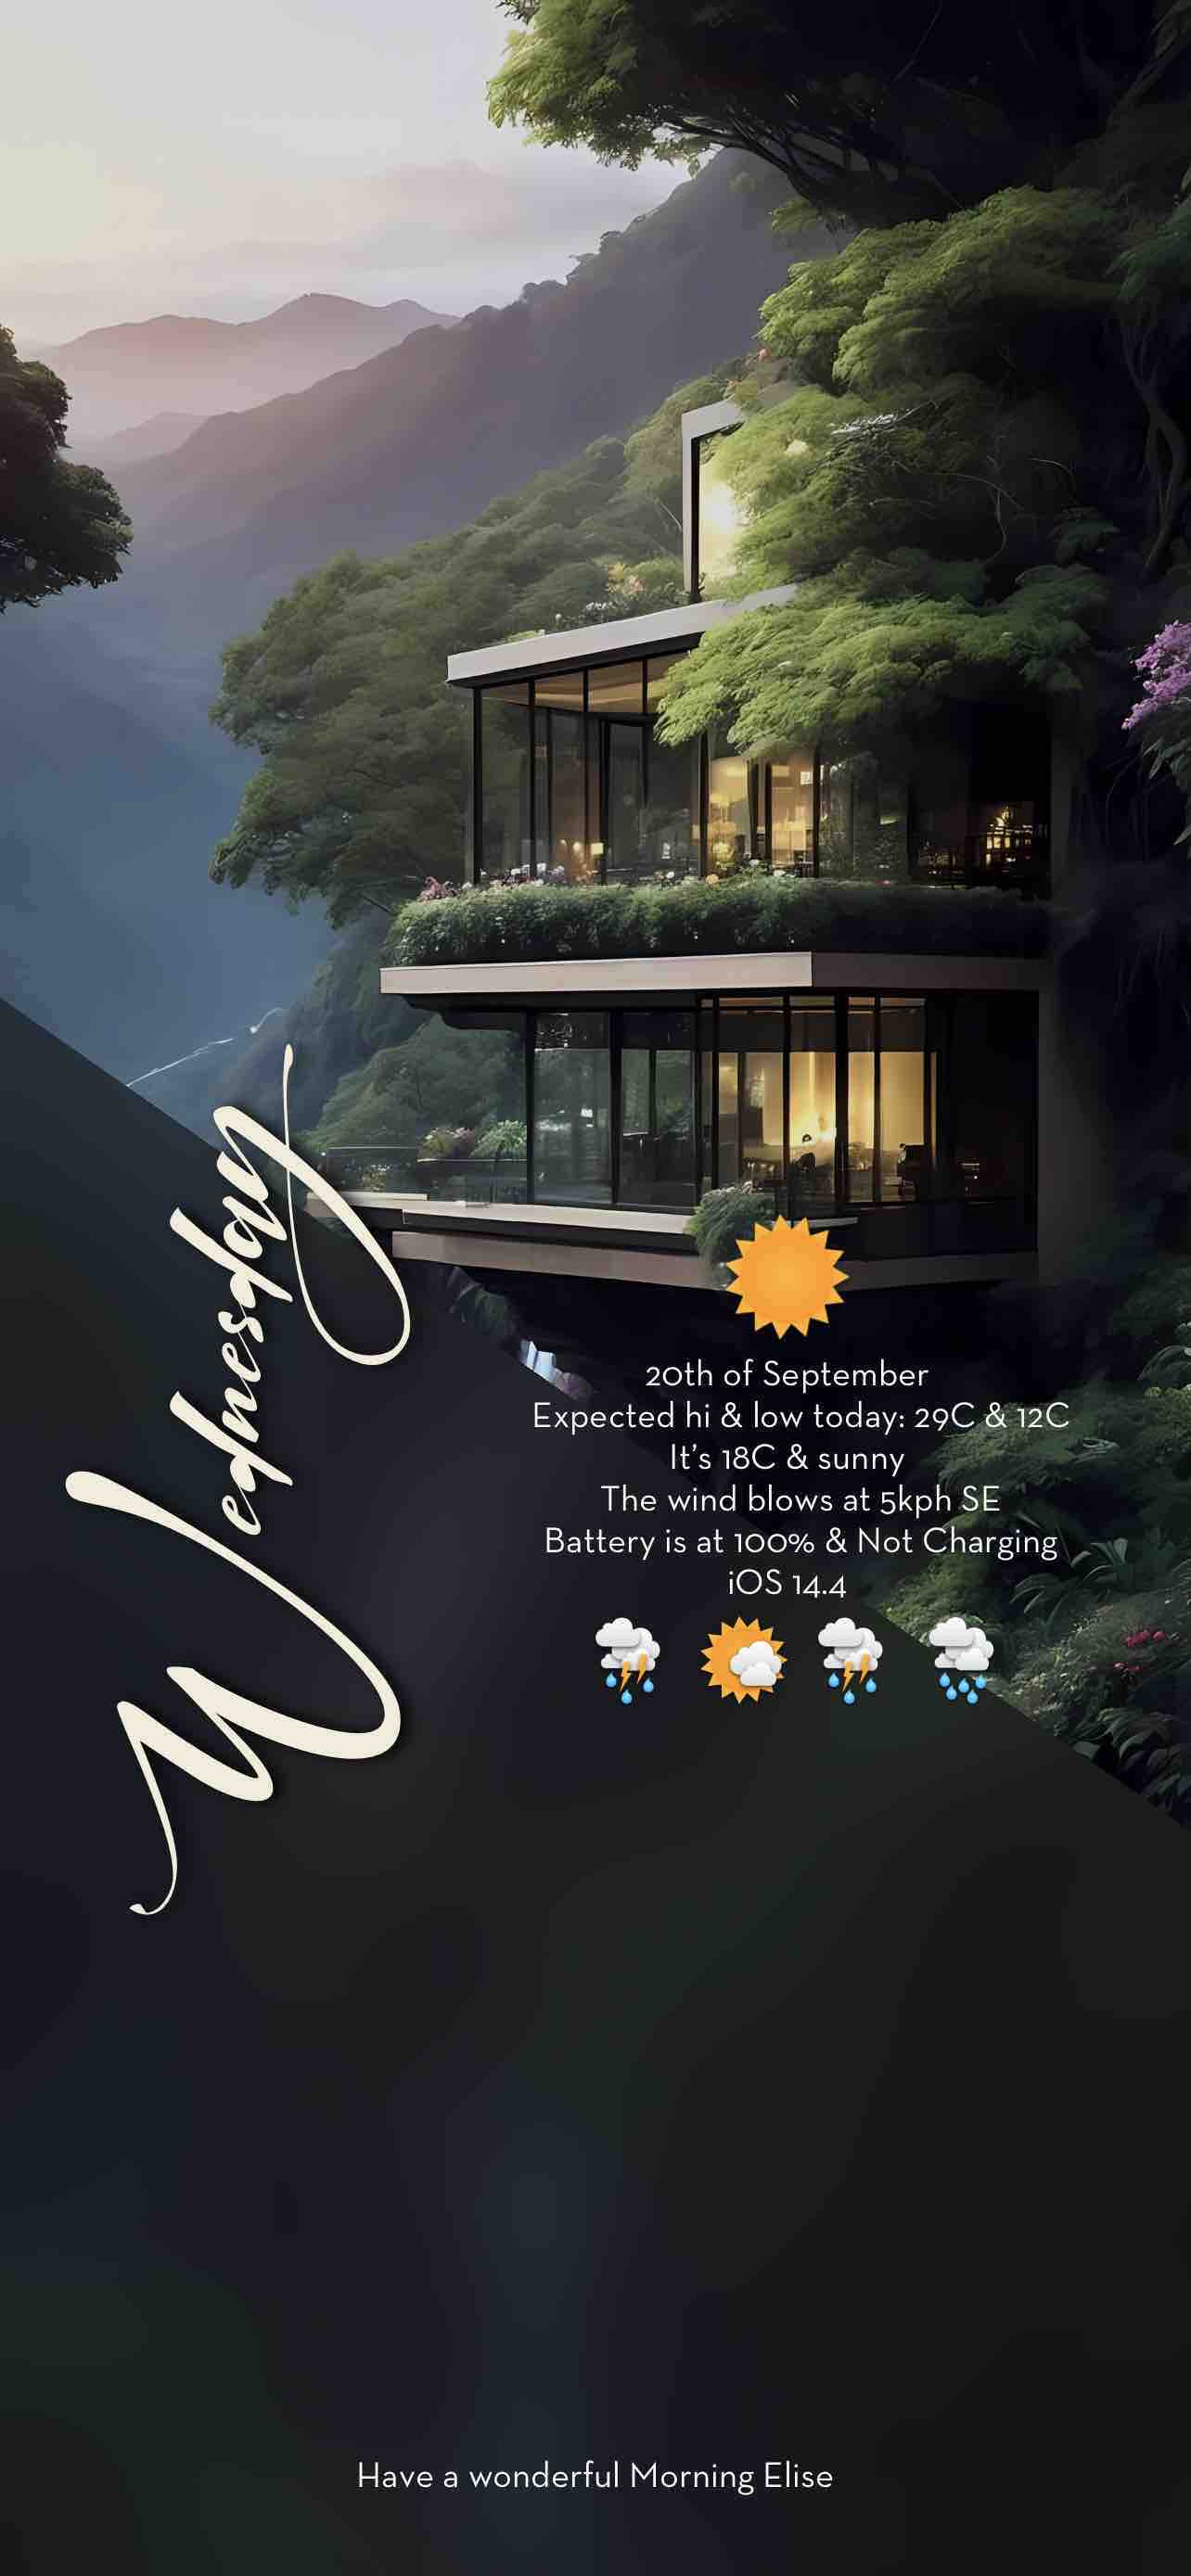 Wednesday
20th of September
Expected hi & low today: 29C & 12C
It's 18C & sunny
The wind blows at 5kph SE
Battery is at 100% & Not Charging
iOS 14.4
Have a wonderful Morning Elise